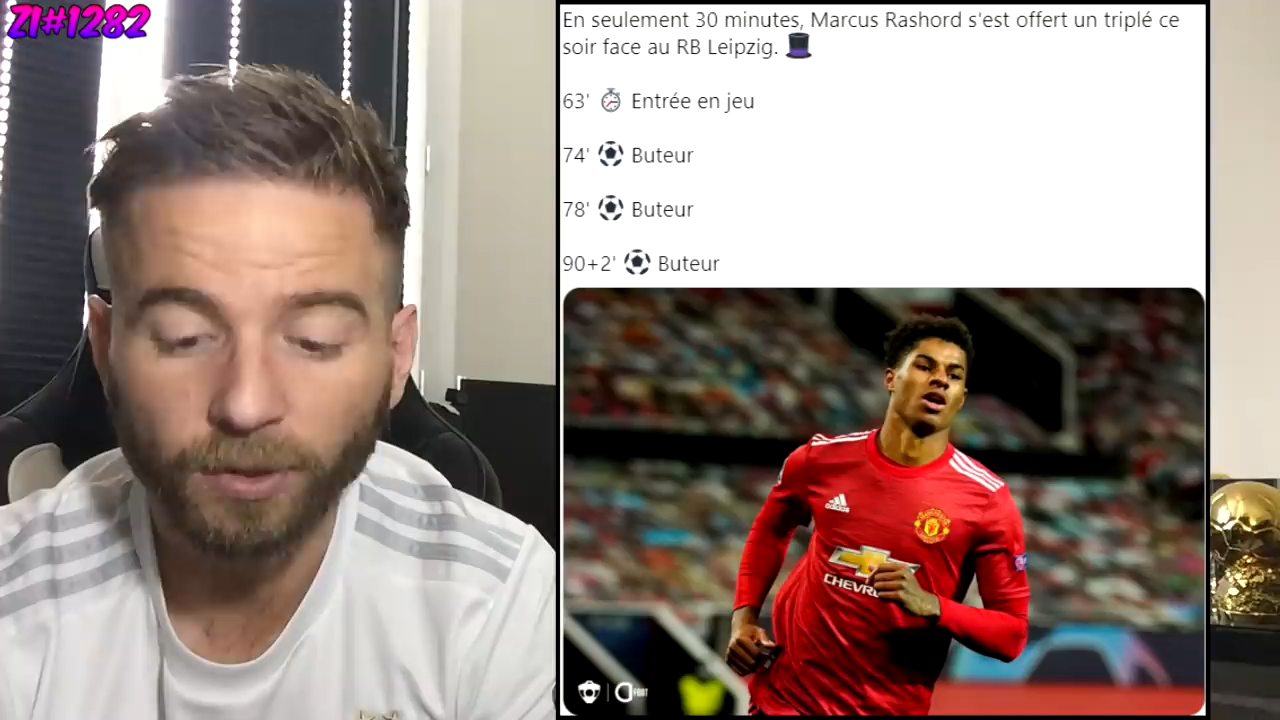 ZI#1282
En seulement 30 minutes, Marcus Rashord s'est offert un triplé ce
soir face au RB Leipzig.
63' Entrée en jeu
74' Buteur
78' Buteur
90+2' Buteur
adidas
CHEVR